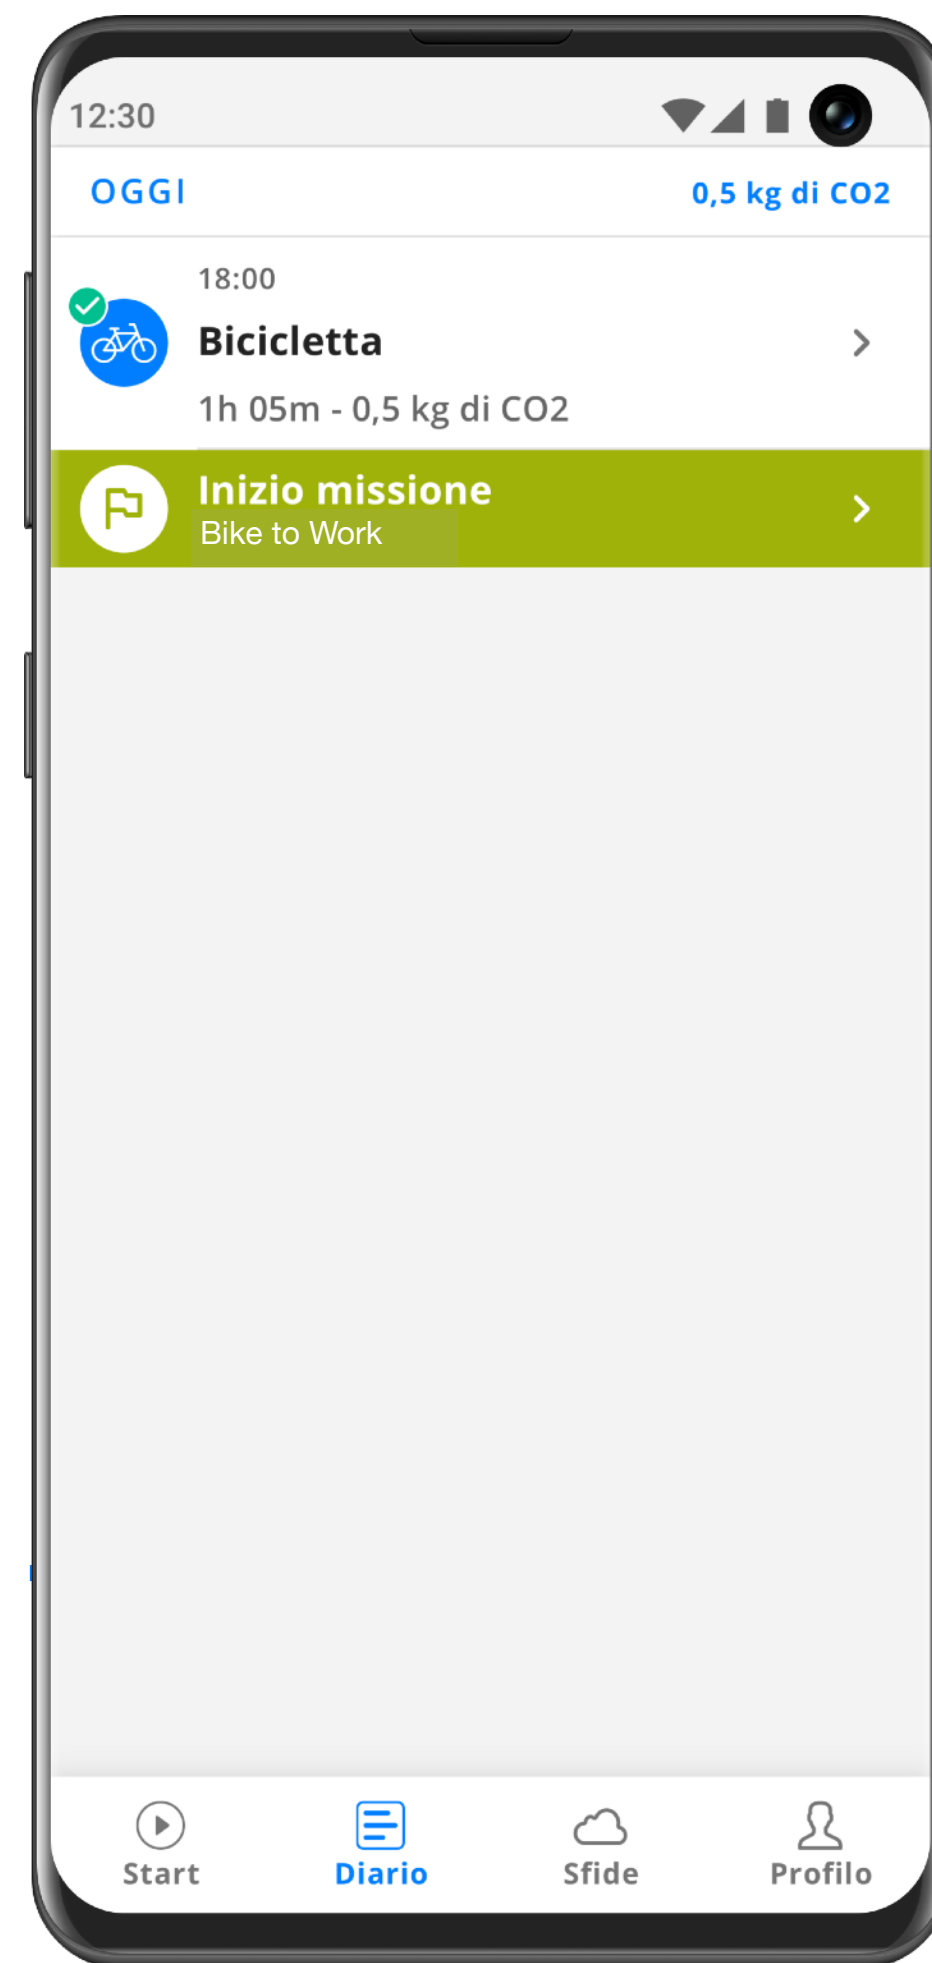 12:30
OGGI
0,5 kg di CO2
18:00
Bicicletta
1h 05m - 0,5 kg di CO2
Inizio missione
Bike to Work
Start
Diario
Sfide
Profilo